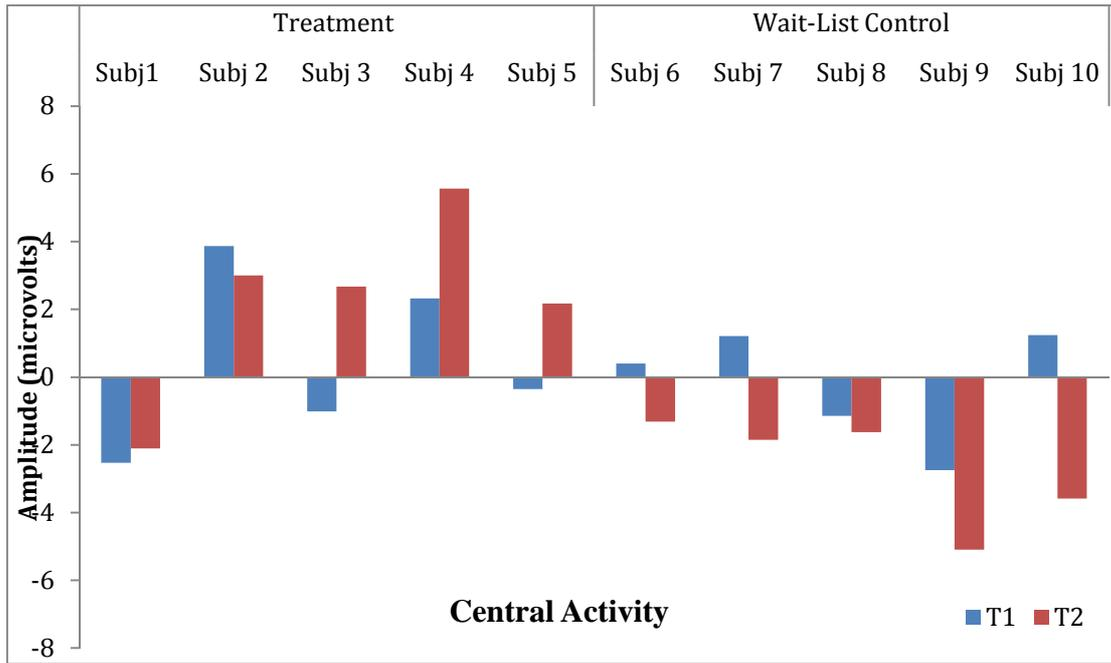 Treatment Wait-List Control
Subj1 Subj 2 Subj 3 Subj 4 Subj 5 Subj 6 Subj 7 Subj 8 Subj 9 Subj 10
8
6
4
2
0
-2
-4
-6
-8
Amplitude (microvolts)
Central Activity
T1 T2